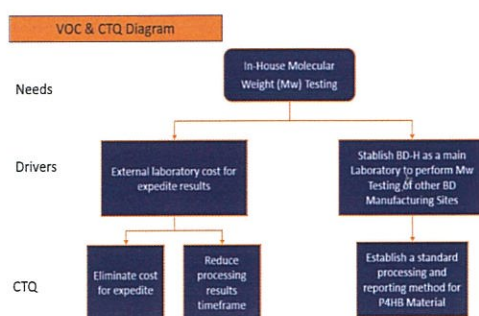 VOC & CTQ Diagram
In-House Molecular
Weight (Mw) Testing
Needs
Drivers
External laboratory cost for
expedite results
Stablish BD-H as a main
Laboratory to perform Mw
Testing of other BD
Manufacturing Sites
CTQ
Eliminate cost
for expedite
Reduce
processing
results
timeframe
Establish a standard
processing and
reporting method for
P4HB Material